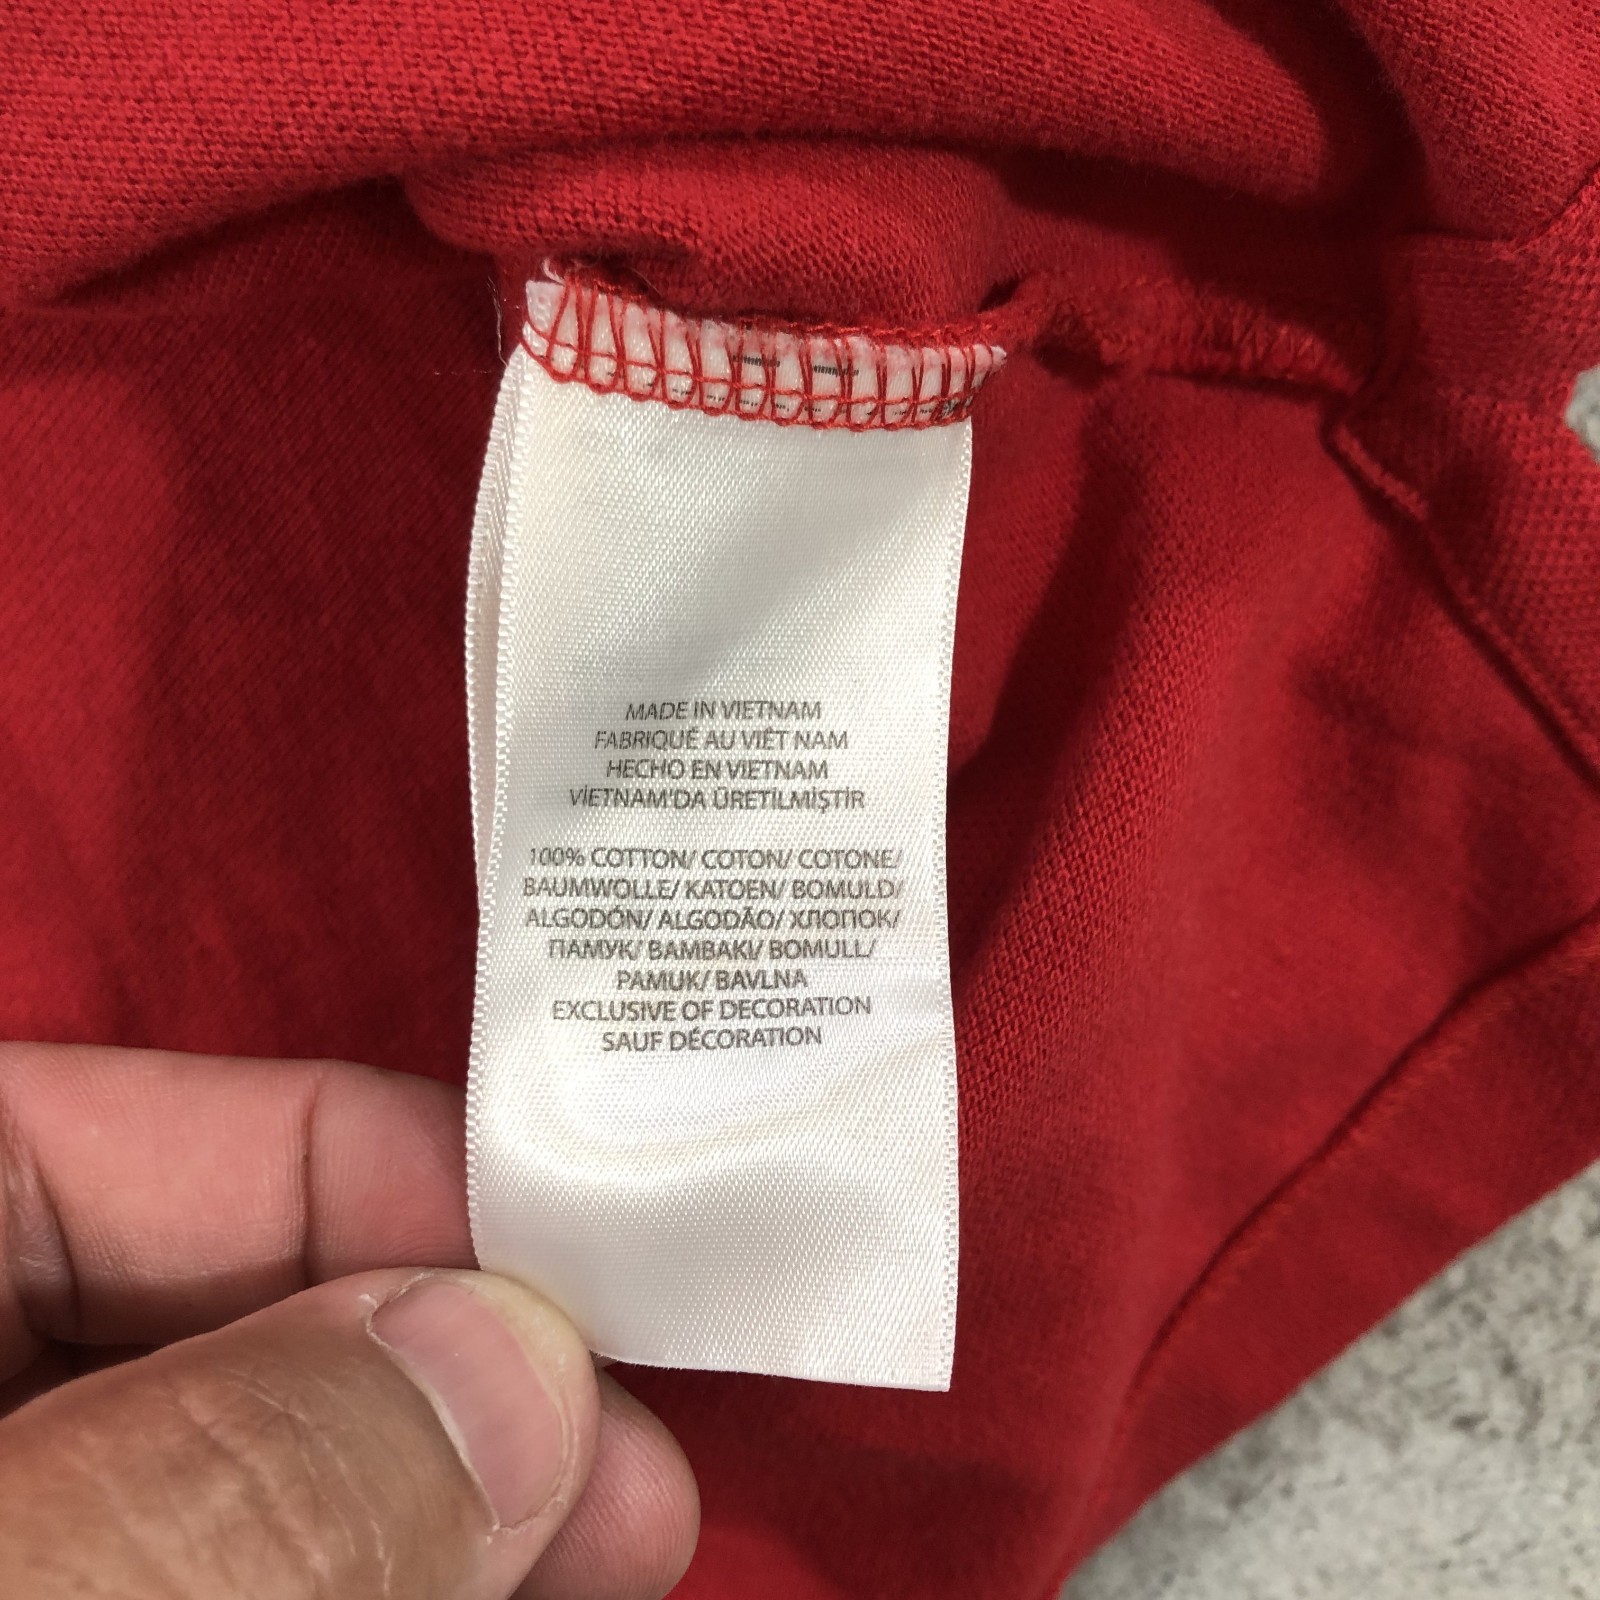 MADE IN VIETNAM
FABRIQUÉ AU VIÊT NAM
HECHO EN VIETNAM
VİETNAM'DA ÜRETİLMİŞTİR
100% COTTON/ COTON/ COTONE/
BAUMWOLLE/ KATOEN/ BOMULD/
ALGODÓN/ ALGODÃO/ ХЛОПОК/
ПАМУК/ BAMBAKI/ BOMULL/
PAMUK/ BAVLNA
EXCLUSIVE OF DECORATION
SAUF DÉCORATION